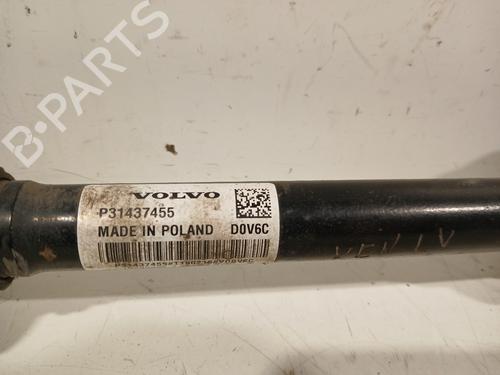 B-PARTS
VOLVO
P31437455
MADE IN POLAND D0V6C